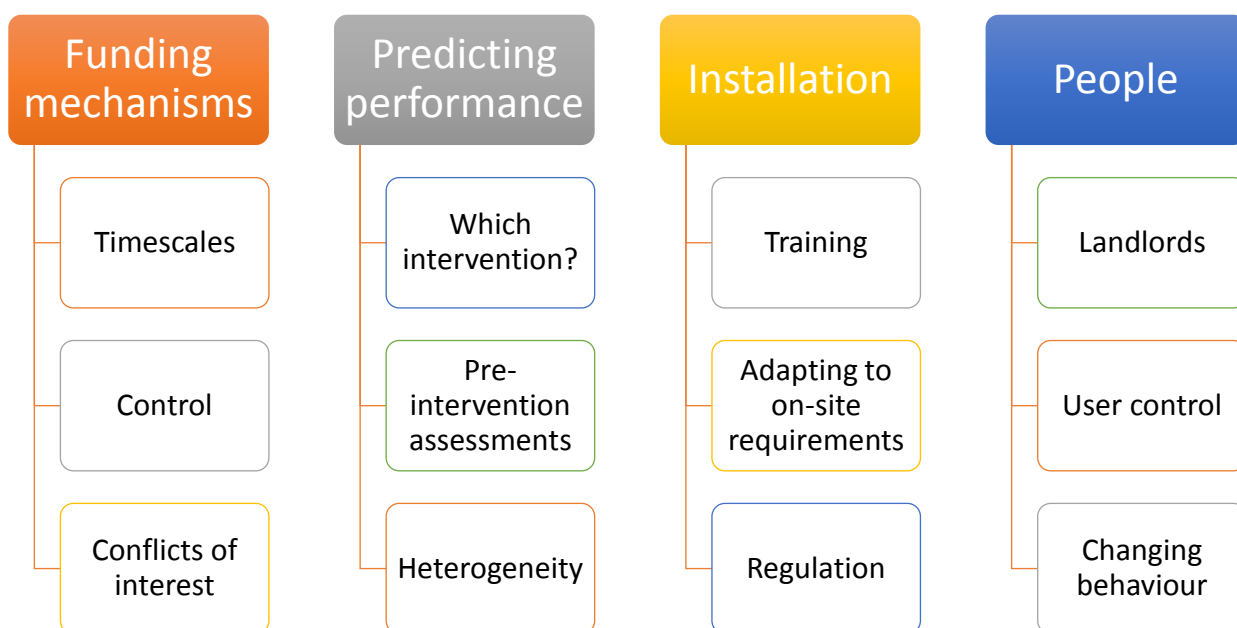 Funding
mechanisms
Timescales
Control
Conflicts of
interest
Predicting
performance
Which
intervention?
Pre-
intervention
assessments
Heterogeneity
Installation
Training
Adapting to
on-site
requirements
Regulation
People
Landlords
User control
Changing
behaviour